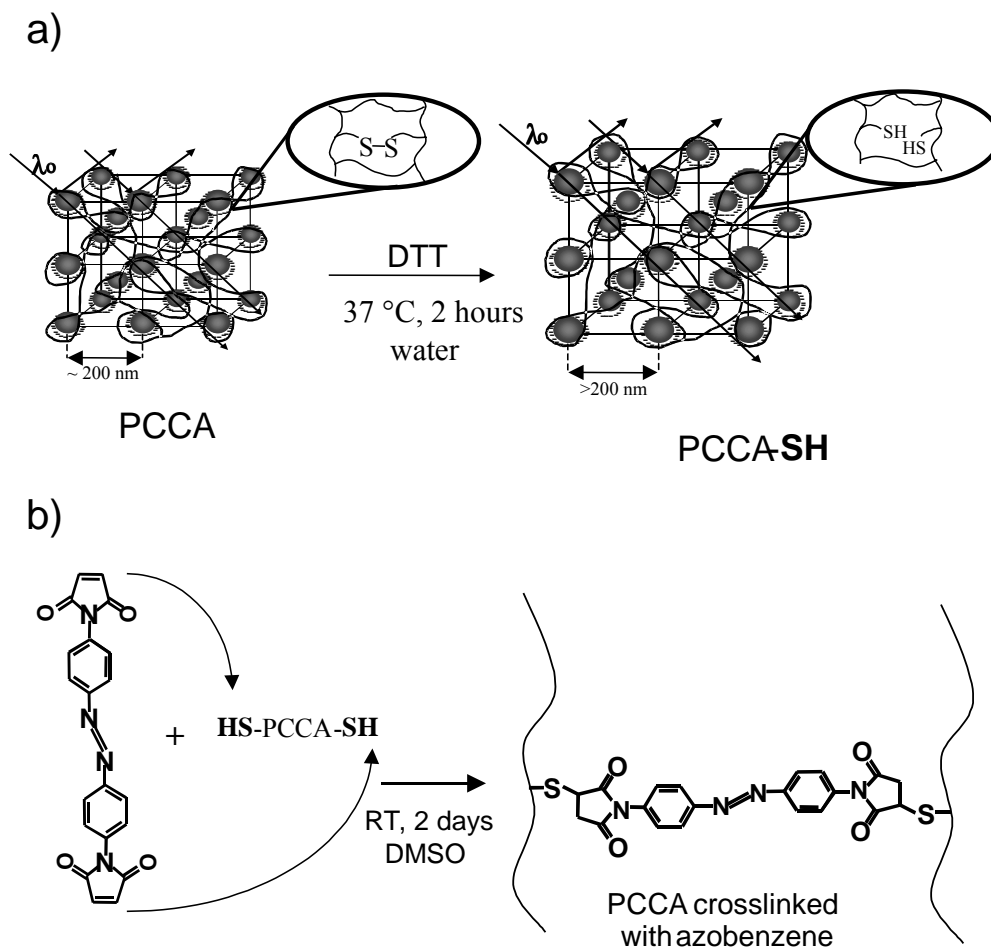 a)
S-S
SH
HS
λo
λo
DTT
37 °C, 2 hours
water
~ 200 nm
>200 nm
PCCA
PCCA-SH
b)
O N O
N
N
+
HS-PCCA-SH
O N O
RT, 2 days
DMSO
S
O
N
O
N=N
O
N
O
S
PCCA crosslinked
with azobenzene